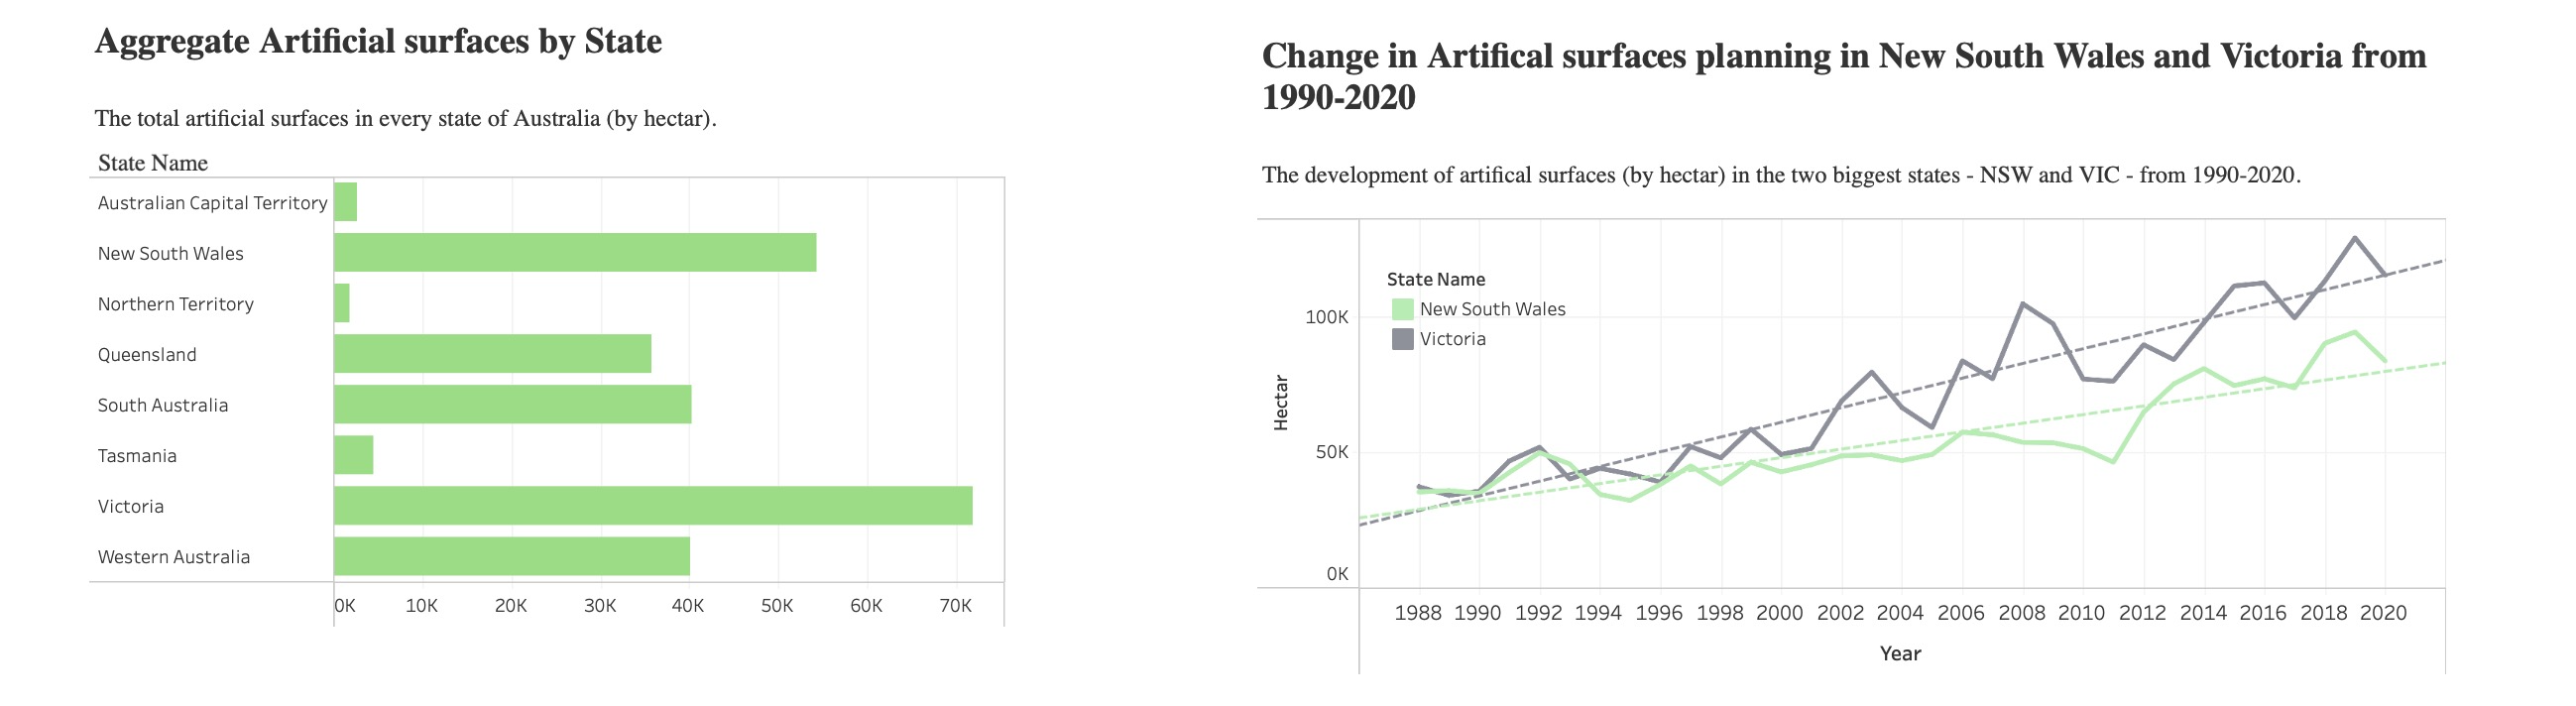 Aggregate Artificial surfaces by State
The total artificial surfaces in every state of Australia (by hectar).
State Name
Australian Capital Territory
New South Wales
Northern Territory
Queensland
South Australia
Tasmania
Victoria
Western Australia
0K 10K 20K 30K 40K 50K 60K 70K
Change in Artifical surfaces planning in New South Wales and Victoria from
1990-2020
The development of artifical surfaces (by hectar) in the two biggest states - NSW and VIC - from 1990-2020.
State Name
New South Wales
Victoria
100K
50K
0K
Hectar
1988 1990 1992 1994 1996 1998 2000 2002 2004 2006 2008 2010 2012 2014 2016 2018 2020
Year